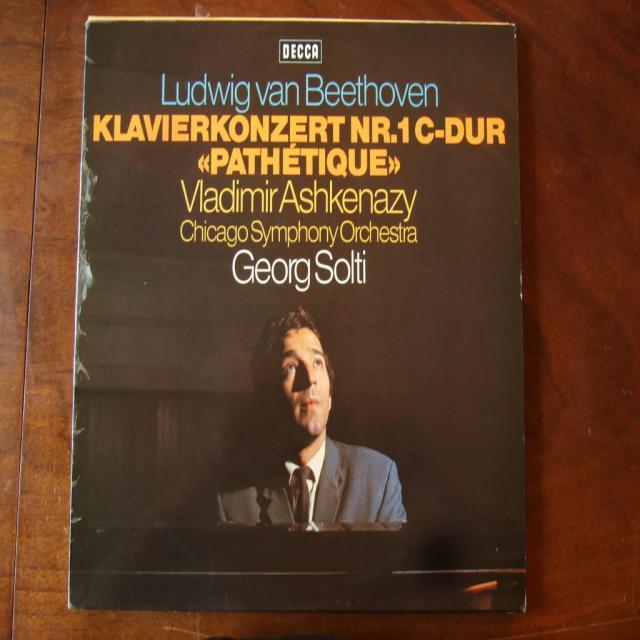 DECCA
Ludwig van Beethoven
KLAVIERKONZERT NR.1 C-DUR
«PATHÉTIQUE»
Vladimir Ashkenazy
Chicago Symphony Orchestra
Georg Solti